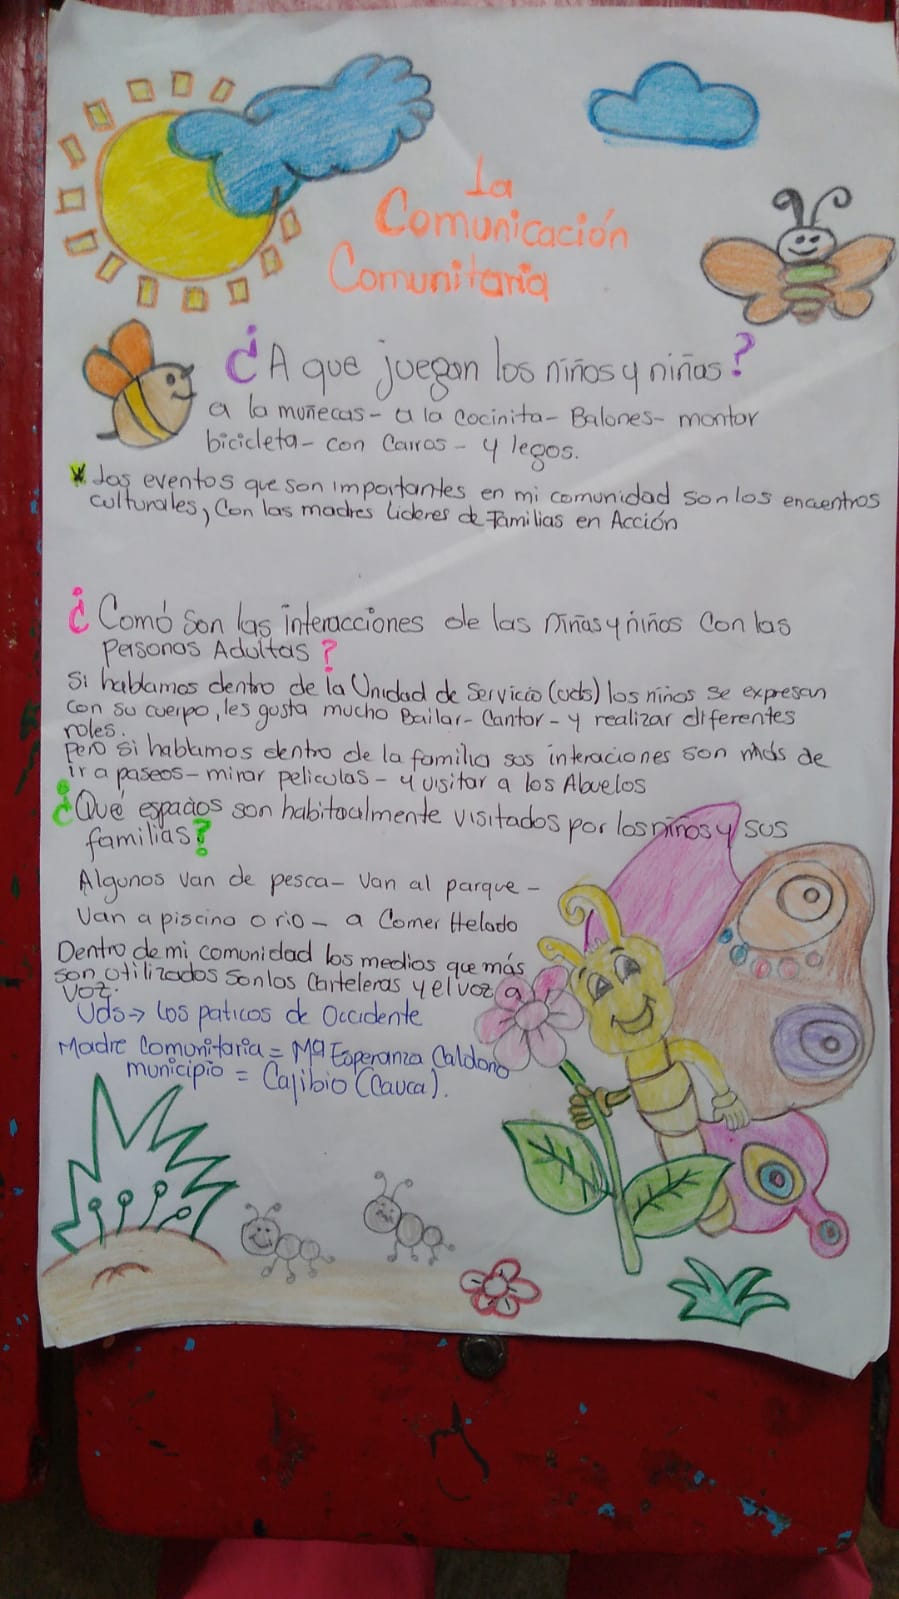 La
Comunicación
Comunitaria
¿A que juegan los niños y niñas?
a la muñecas - a la cocinita - Balones - montar
bicicleta - con Carros - y legos.
* Los eventos que son importantes en mi comunidad son los encuentros
culturales, Con las madres Lideres de Familias en Acción
¿Comó son las interacciones de las niñas y niños con las
personas Adultas?
Si hablamos dentro de la Unidad de Servicio (uds) los niños se expresan
con su cuerpo, les gusta mucho Bailar - Cantar - y realizar diferentes
roles.
pero si hablamos dentro de la familia sus interaciones son más de
ir a paseos - mirar peliculas - y visitar a los Abuelos
¿Qué espacios son habitualmente visitados por los niños y sus
familias?
Algunos van de pesca - Van al parque -
Van a piscina o rio - a Comer Helado
Dentro de mi comunidad los medios que más
son utilizados son los Carteleras y el voz a
voz.
Uds → Los paticos de Occidente
Madre Comunitaria = Mª Esperanza Caldono
municipio = Cajibio (Cauca).